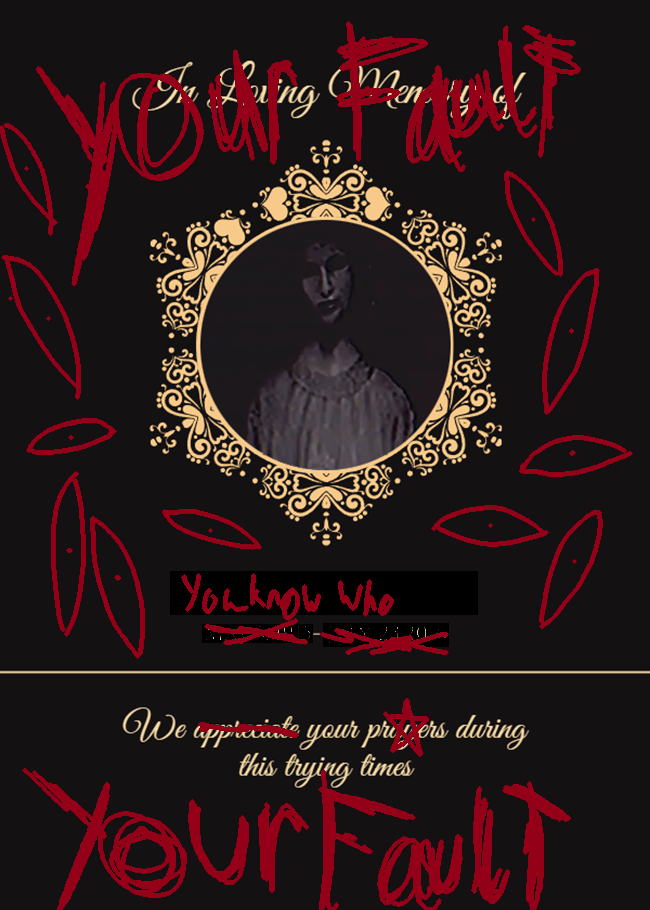 Your Fault
In Loving Memory of
You know Who
We appreciate your prayers during
this trying times
Your Fault